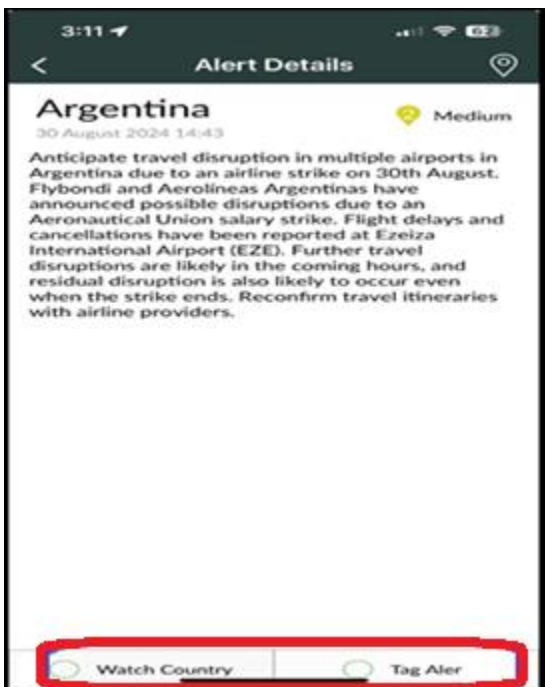 3:11
62
Alert Details
Argentina
Medium
30 August 2024 14:43
Anticipate travel disruption in multiple airports in
Argentina due to an airline strike on 30th August.
Flybondi and Aerolíneas Argentinas have
announced possible disruptions due to an
Aeronautical Union salary strike. Flight delays and
cancellations have been reported at Ezeiza
International Airport (EZE). Further travel
disruptions are likely in the coming hours, and
residual disruption is also likely to occur even
when the strike ends. Reconfirm travel itineraries
with airline providers.
Watch Country
Tag Aler